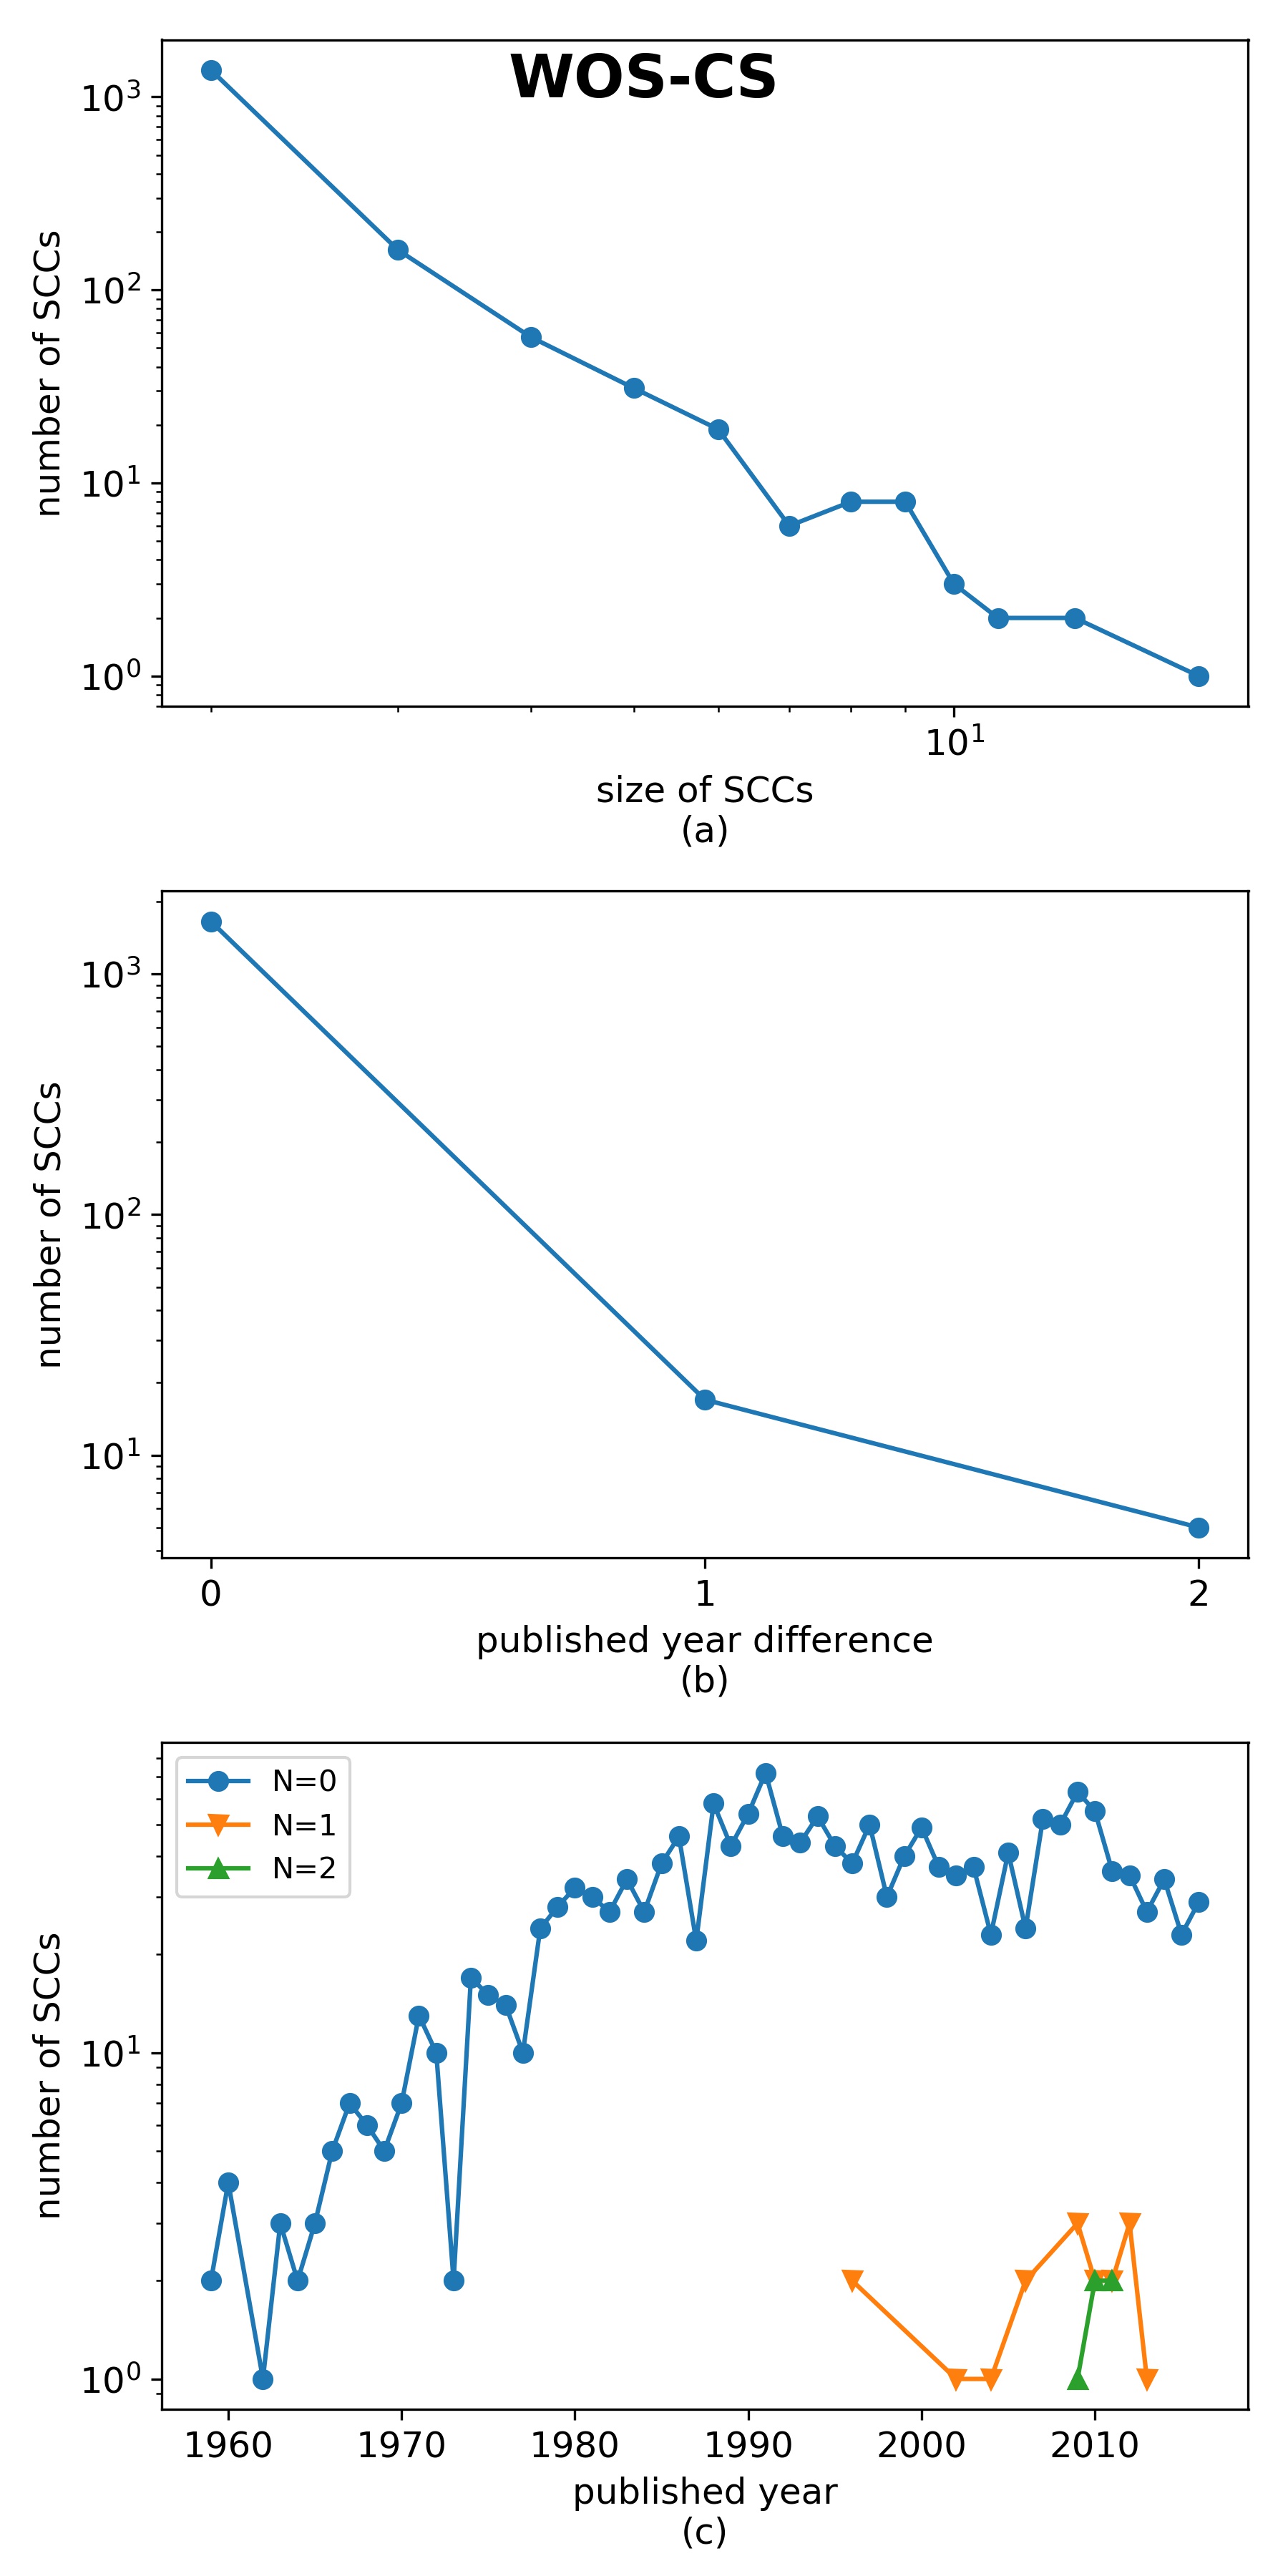 WOS-CS
10³
10²
10¹
10⁰
number of SCCs
10¹
size of SCCs
(a)
10³
10²
10¹
number of SCCs
0 1 2
published year difference
(b)
N=0
N=1
N=2
10¹
10⁰
number of SCCs
1960 1970 1980 1990 2000 2010
published year
(c)